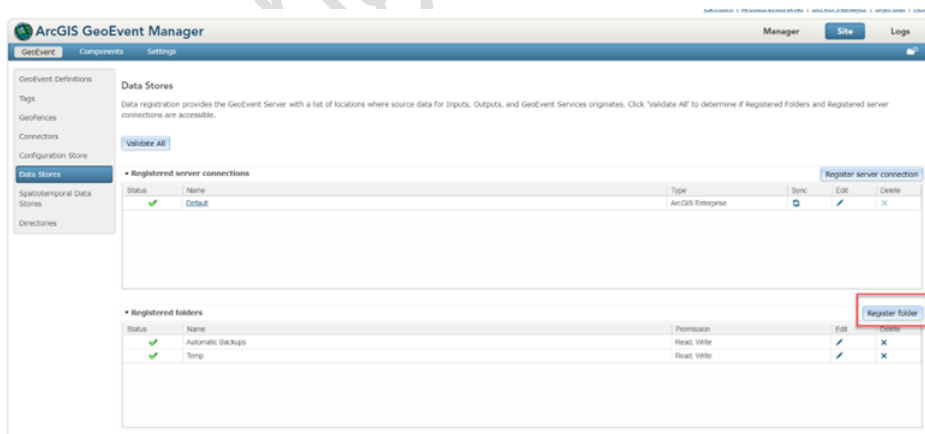 ArcGIS GeoEvent Manager
Manager Site Logs
GeoEvent Components Settings
GeoEvent Definitions
Tags
GeoFences
Connectors
Configuration Store
Data Stores
Spatiotemporal Data
Stores
Directories
Data Stores
Data registration provides the GeoEvent Server with a list of locations where source data for Inputs, Outputs, and GeoEvent Services originates. Click 'Validate All' to determine if Registered Folders and Registered server
connections are accessible.
Validate All
Registered server connections
Register server connection
Status Name Type Sync Edit Delete
Default ArcGIS Enterprise
Registered folders
Register folder
Status Name Permission Edit Delete
Automatic Backups Read, Write
Temp Read, Write